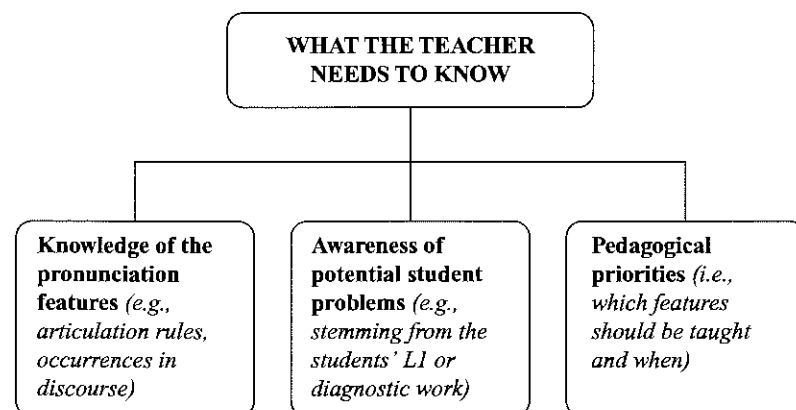 WHAT THE TEACHER
NEEDS TO KNOW
Knowledge of the
pronunciation
features (e.g.,
articulation rules,
occurrences in
discourse)
Awareness of
potential student
problems (e.g.,
stemming from the
students' L1 or
diagnostic work)
Pedagogical
priorities (i.e.,
which features
should be taught
and when)